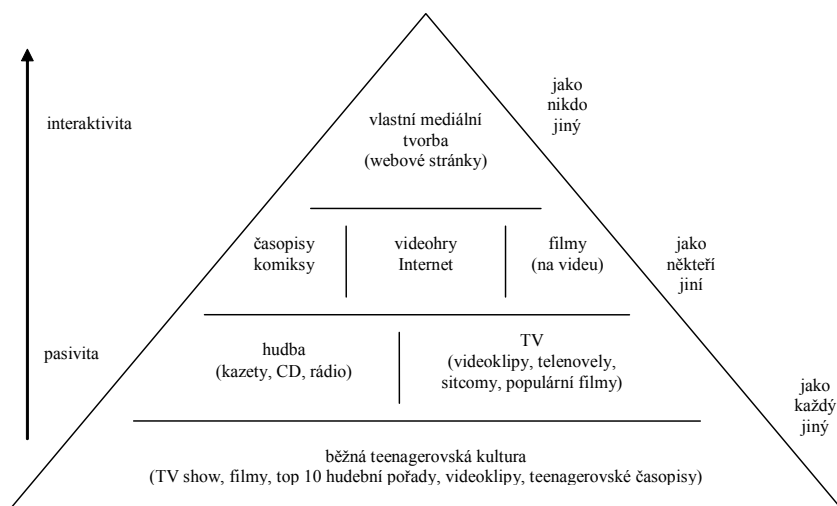 interaktivita
vlastní mediální
tvorba
(webové stránky)
jako
nikdo
jiný
časopisy
komiksy
videohry
Internet
filmy
(na videu)
jako
někteří
jiní
pasivita
hudba
(kazety, CD, rádio)
TV
(videoklipy, telenovely,
sitcomy, populární filmy)
jako
každý
jiný
běžná teenagerovská kultura
(TV show, filmy, top 10 hudební pořady, videoklipy, teenagerovské časopisy)